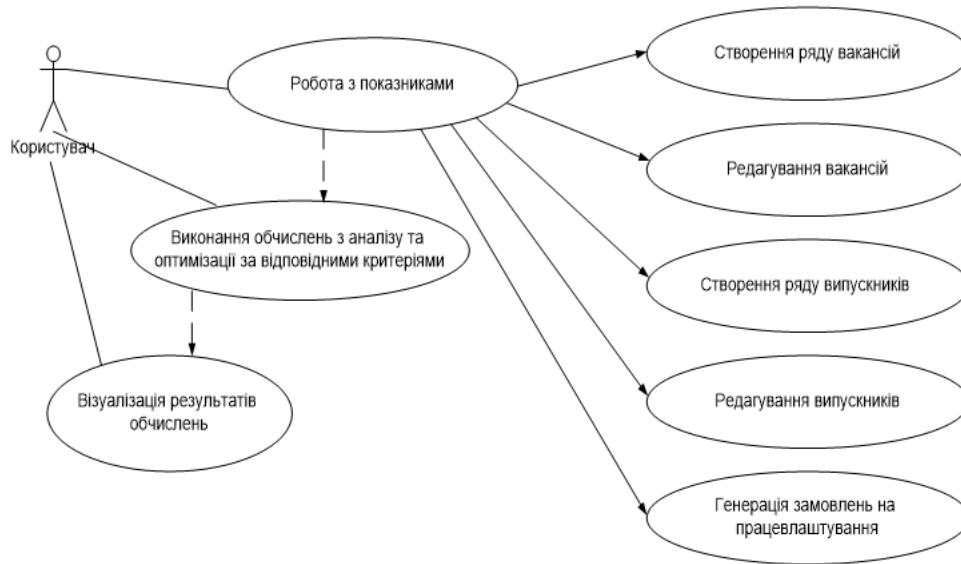 Створення ряду вакансій
Робота з показниками
Користувач
Редагування вакансій
Виконання обчислень з аналізу та
оптимізації за відповідними критеріями
Створення ряду випускників
Візуалізація результатів
обчислень
Редагування випускників
Генерація замовлень на
працевлаштування